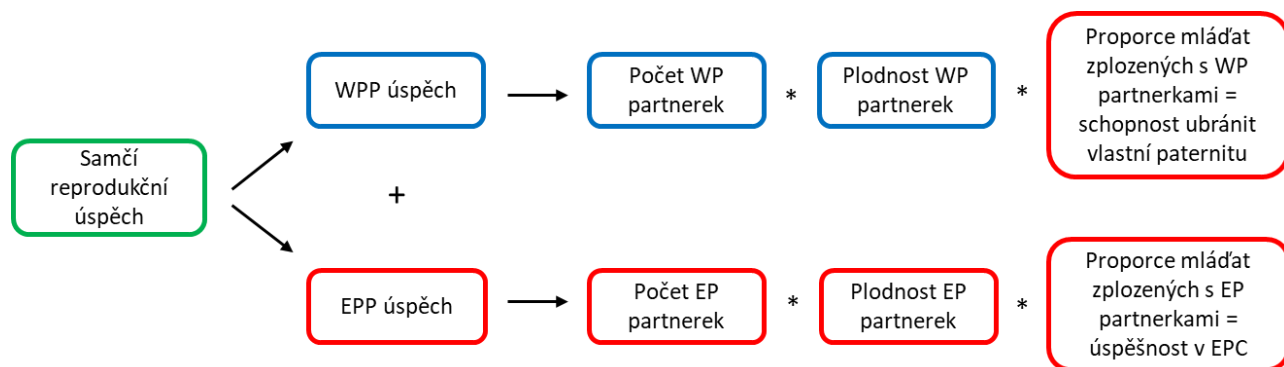 Samčí
reprodukční
úspěch
WPP úspěch
Počet WP
partnerek
*
Plodnost WP
partnerek
*
Proporce mláďat
zplozených s WP
partnerkami =
schopnost ubránit
vlastní paternitu
+
EPP úspěch
Počet EP
partnerek
*
Plodnost EP
partnerek
*
Proporce mláďat
zplozených s EP
partnerkami =
úspěšnost v EPC